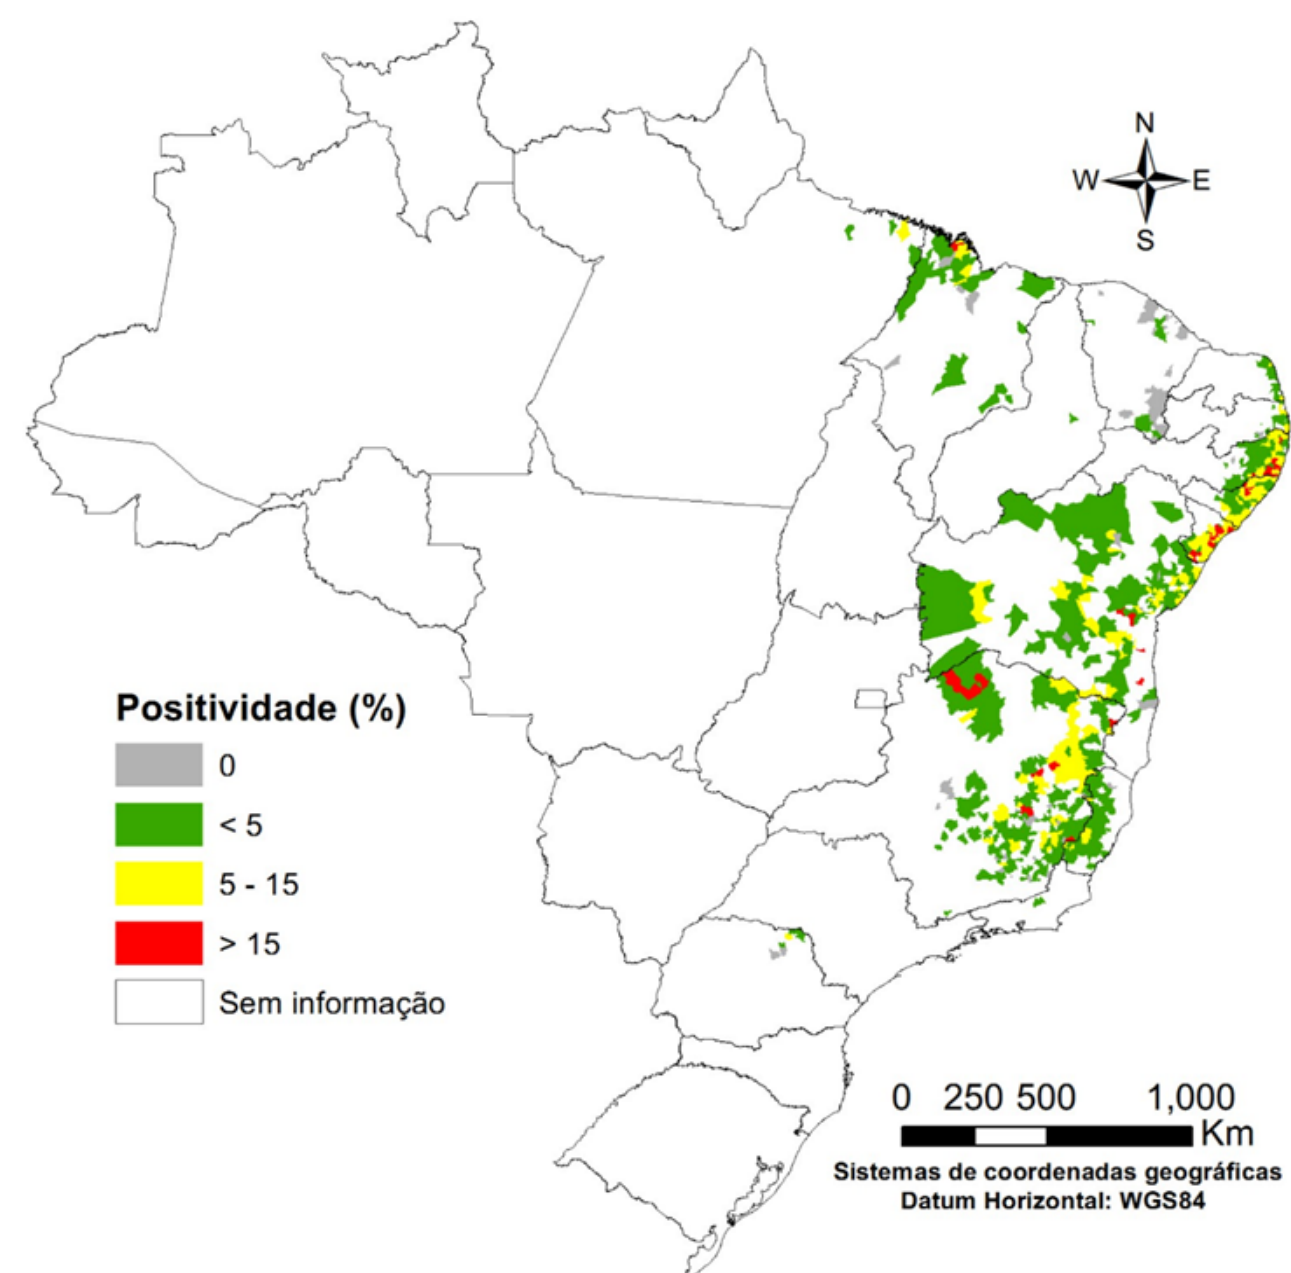 N
W E
S
Positividade (%)
0
< 5
5 - 15
> 15
Sem informação
0 250 500 1,000
Km
Sistemas de coordenadas geográficas
Datum Horizontal: WGS84